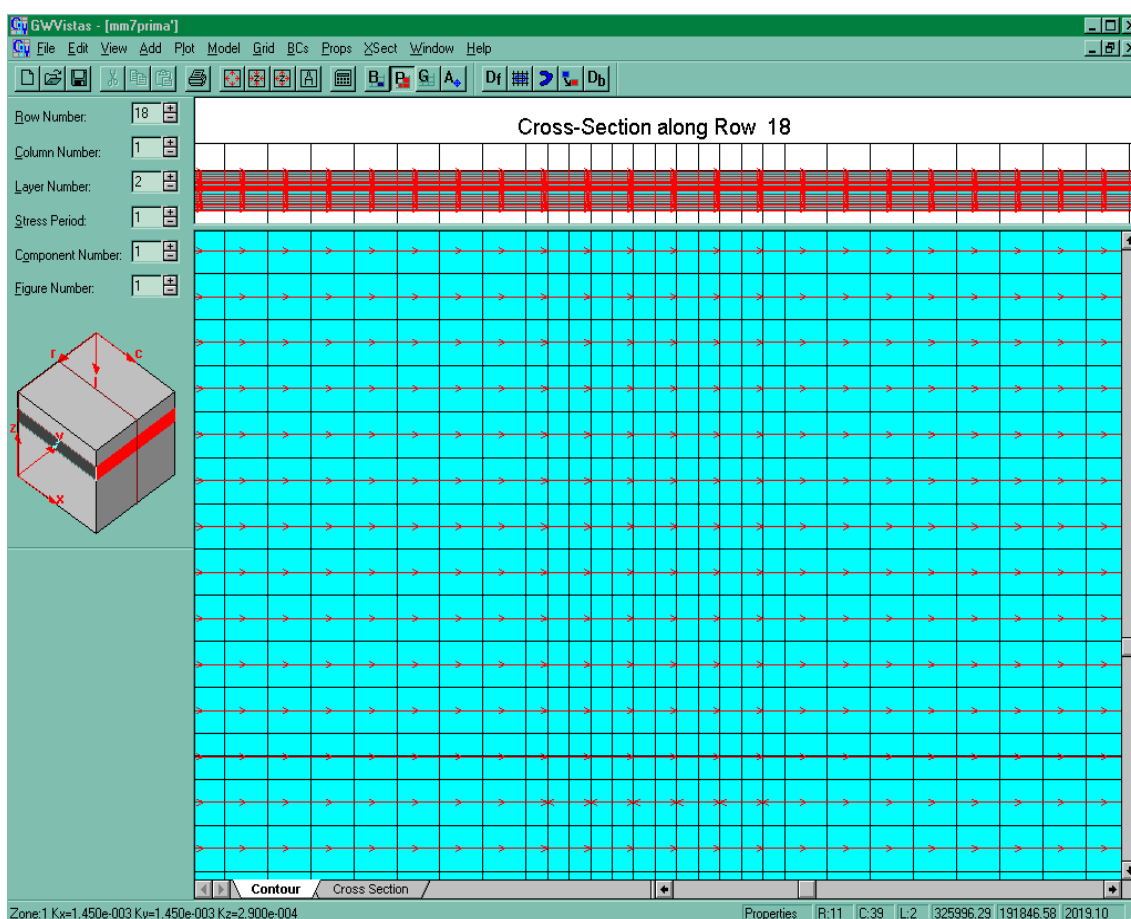 GWVistas - [mm7prima']
File Edit View Add Plot Model Grid BCs Props XSect Window Help
B P G A Df Db
Row Number: 18
Column Number: 1
Layer Number: 2
Stress Period: 1
Component Number: 1
Figure Number: 1
Cross-Section along Row 18
r c
j
z y
x
Contour Cross Section
Zone:1 Kx=1.450e-003 Ky=1.450e-003 Kz=2.900e-004 Properties R:11 C:39 L:2 325996.29 191846.58 2019.10